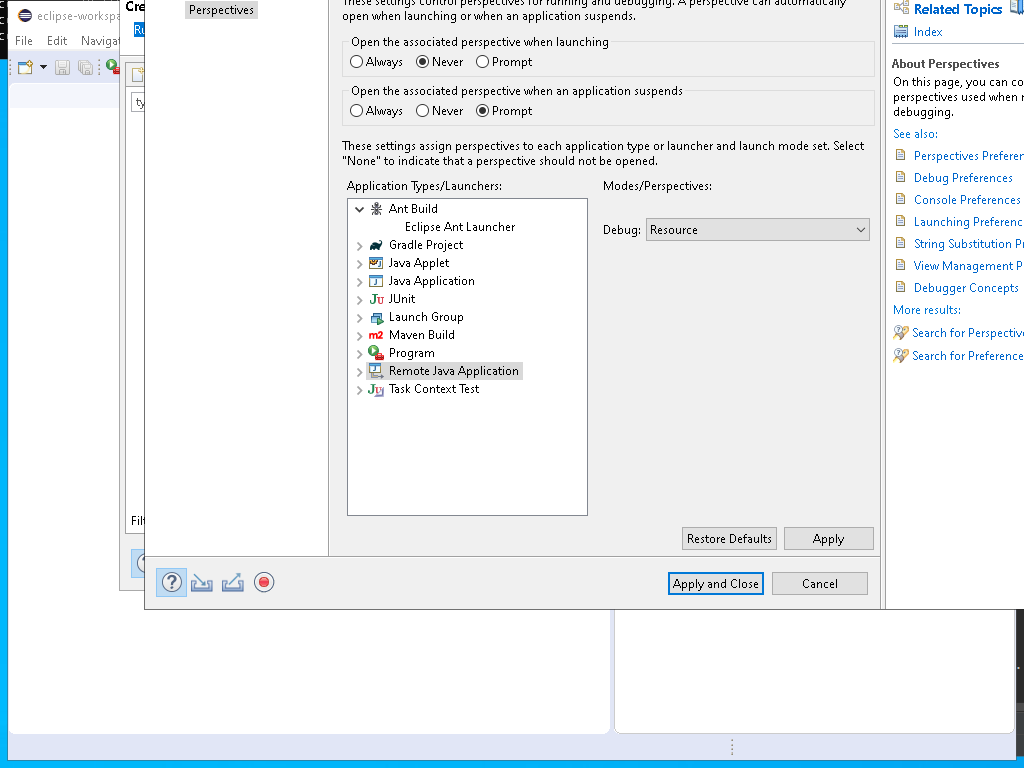 eclipse-workspa
File Edit Navigat
Cre
Perspectives
These settings control perspectives for running and debugging. A perspective can automatically
open when launching or when an application suspends.
Open the associated perspective when launching
Always Never Prompt
Open the associated perspective when an application suspends
Always Never Prompt
These settings assign perspectives to each application type or launcher and launch mode set. Select
"None" to indicate that a perspective should not be opened.
Application Types/Launchers:
Modes/Perspectives:
Ant Build
Eclipse Ant Launcher
Gradle Project
Java Applet
Java Application
JUnit
Launch Group
Maven Build
Program
Remote Java Application
Task Context Test
Debug: Resource
Restore Defaults
Apply
Apply and Close
Cancel
Related Topics
Index
About Perspectives
On this page, you can co
perspectives used when r
debugging.
See also:
Perspectives Preferen
Debug Preferences
Console Preferences
Launching Preferenc
String Substitution P
View Management P
Debugger Concepts
More results:
Search for Perspective
Search for Preference
ty
Filt